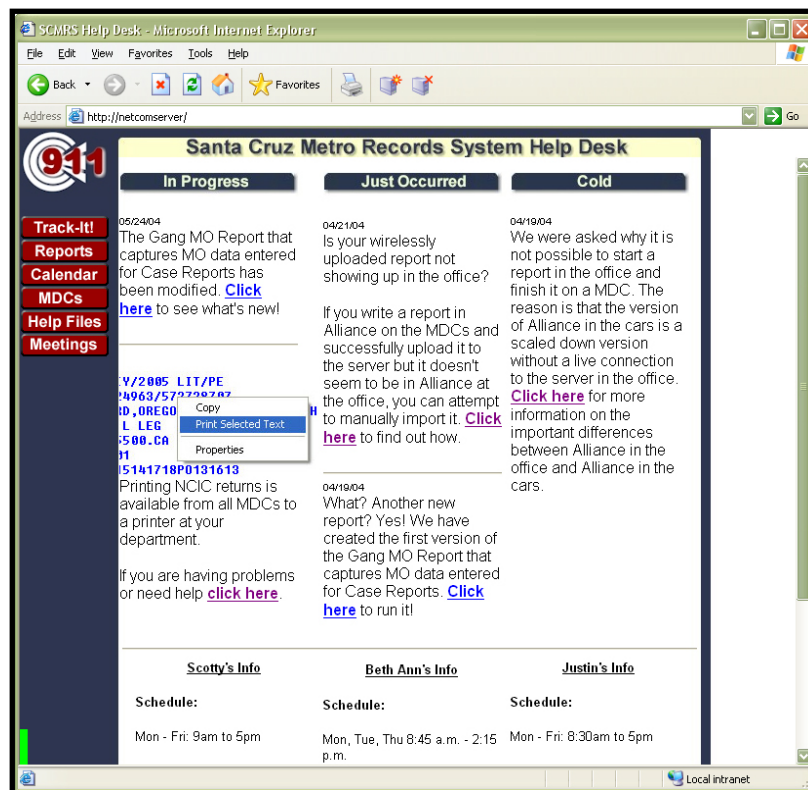 SCMRS Help Desk - Microsoft Internet Explorer
File Edit View Favorites Tools Help
Back Favorites
Address http://netcomserver/ Go
911
Santa Cruz Metro Records System Help Desk
Track-It!
Reports
Calendar
MDCs
Help Files
Meetings
In Progress
05/24/04
The Gang MO Report that
captures MO data entered
for Case Reports has
been modified. Click
here to see what's new!
Y/2005 LIT/PE
24963/572728707
RD,OREGO
H
L LEG
5500.CA
01
15141718P0131613
Copy
Print Selected Text
Properties
Printing NCIC returns is
available from all MDCs to
a printer at your
department.
If you are having problems
or need help click here.
Just Occurred
04/21/04
Is your wirelessly
uploaded report not
showing up in the office?
If you write a report in
Alliance on the MDCs and
successfully upload it to
the server but it doesn't
seem to be in Alliance at
the office, you can attempt
to manually import it. Click
here to find out how.
04/19/04
What? Another new
report? Yes! We have
created the first version of
the Gang MO Report that
captures MO data entered
for Case Reports. Click
here to run it!
Cold
04/19/04
We were asked why it is
not possible to start a
report in the office and
finish it on a MDC. The
reason is that the version
of Alliance in the cars is a
scaled down version
without a live connection
to the server in the office.
Click here for more
information on the
important differences
between Alliance in the
office and Alliance in the
cars.
Scotty's Info
Schedule:
Mon - Fri: 9am to 5pm
Beth Ann's Info
Schedule:
Mon, Tue, Thu 8:45 a.m. - 2:15
p.m.
Justin's Info
Schedule:
Mon - Fri: 8:30am to 5pm
Local intranet